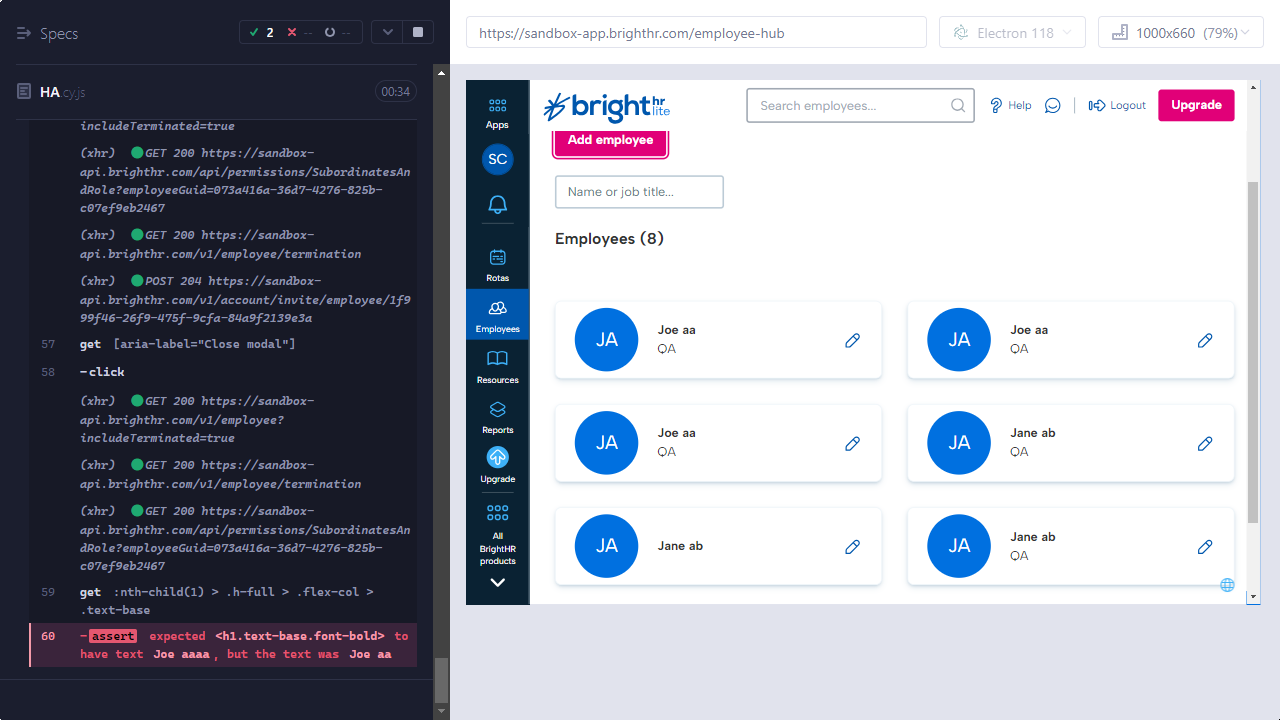 Specs
2
--
--
HA.cy.js
00:34
includeTerminated=true
(xhr) GET 200 https://sandbox-
api.brighthr.com/api/permissions/SubordinatesAn
dRole?employeeGuid=073a416a-36d7-4276-825b-
c07ef9eb2467
(xhr) GET 200 https://sandbox-
api.brighthr.com/v1/employee/termination
(xhr) POST 204 https://sandbox-
api.brighthr.com/v1/account/invite/employee/1f9
99f46-26f9-475f-9cfa-84a9f2139e3a
57 get [aria-label="Close modal"]
58 -click
(xhr) GET 200 https://sandbox-
api.brighthr.com/v1/employee?
includeTerminated=true
(xhr) GET 200 https://sandbox-
api.brighthr.com/v1/employee/termination
(xhr) GET 200 https://sandbox-
api.brighthr.com/api/permissions/SubordinatesAn
dRole?employeeGuid=073a416a-36d7-4276-825b-
c07ef9eb2467
59 get :nth-child(1) > .h-full > .flex-col >
.text-base
60 -assert expected <h1.text-base.font-bold> to
have text Joe aaaa, but the text was Joe aa
https://sandbox-app.brighthr.com/employee-hub
Electron 118
1000x660 (79%)
Apps
SC
Rotas
Employees
Resources
Reports
Upgrade
All
BrightHR
products
brighthr lite
Search employees...
Help
Logout
Upgrade
Add employee
Name or job title...
Employees (8)
JA
Joe aa
QA
JA
Joe aa
QA
JA
Joe aa
QA
JA
Jane ab
QA
JA
Jane ab
JA
Jane ab
QA